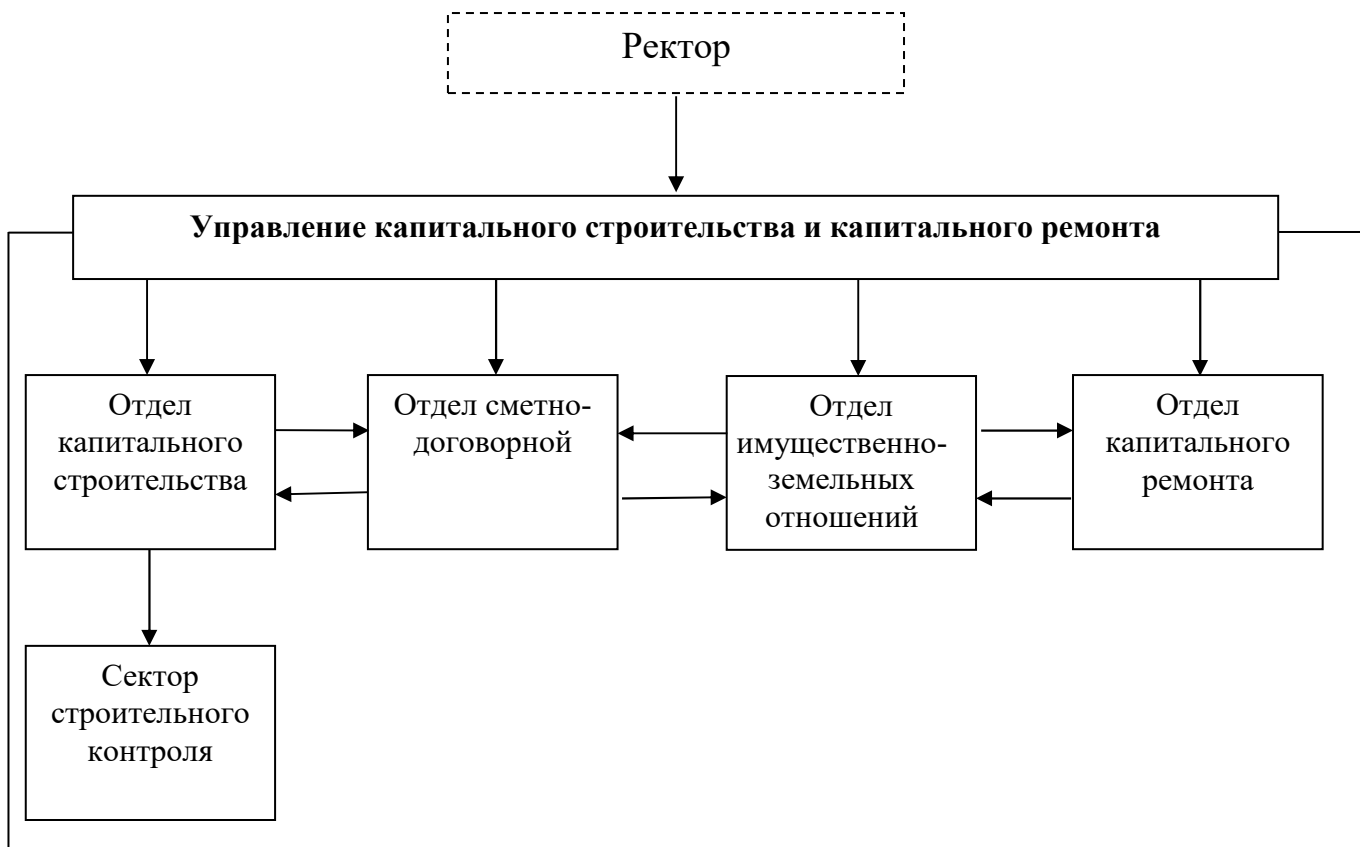 Ректор
Управление капитального строительства и капитального ремонта
Отдел
капитального
строительства
Отдел сметно-
договорной
Отдел
имущественно-
земельных
отношений
Отдел
капитального
ремонта
Сектор
строительного
контроля